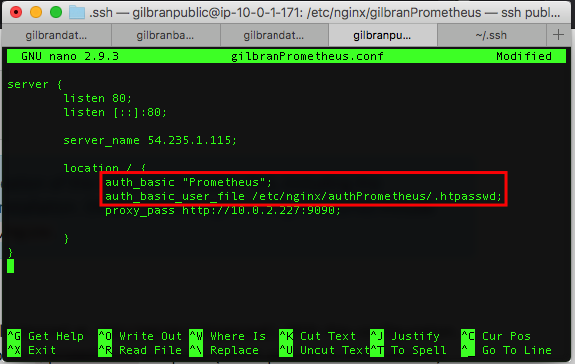 .ssh — gilbranpublic@ip-10-0-1-171: /etc/nginx/gilbranPrometheus — ssh publ...
gilbrandat... gilbranba... gilbrandat... gilbranpu... ~/.ssh
GNU nano 2.9.3 gilbranPrometheus.conf Modified
server {
listen 80;
listen [::]:80;
server_name 54.235.1.115;
location / {
auth_basic "Prometheus";
auth_basic_user_file /etc/nginx/authPrometheus/.htpasswd;
proxy_pass http://10.0.2.227:9090;
}
}
^G Get Help ^O Write Out ^W Where Is ^K Cut Text ^J Justify ^C Cur Pos
^X Exit ^R Read File ^\ Replace ^U Uncut Text ^T To Spell ^_ Go To Line